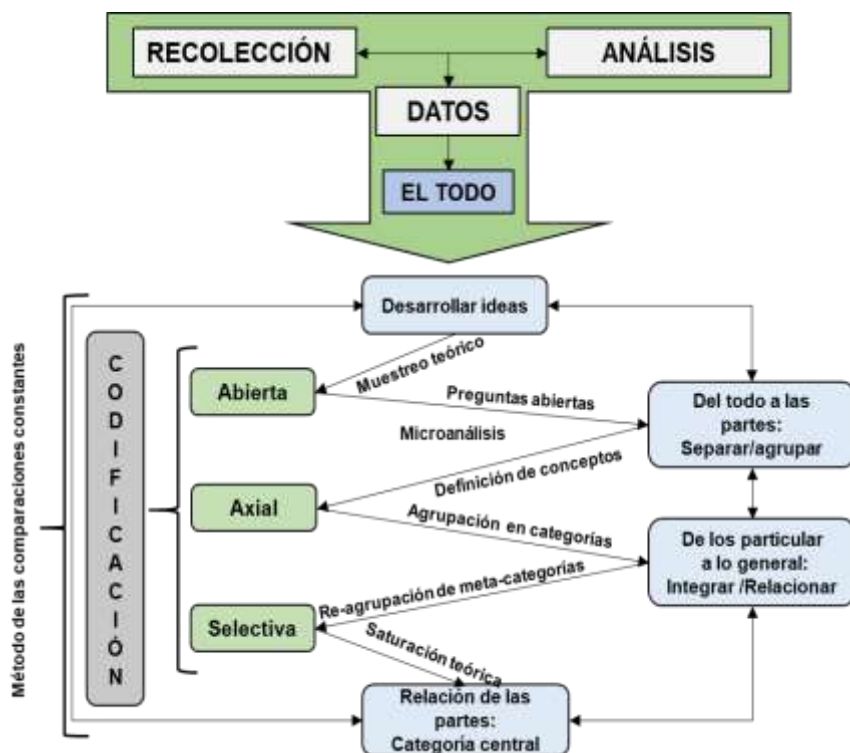 RECOLECCIÓN
ANÁLISIS
DATOS
EL TODO
Método de las comparaciones constantes
CODIFICACIÓN
Desarrollar ideas
Muestreo teórico
Abierta
Preguntas abiertas
Del todo a las
partes:
Separar/agrupar
Microanálisis
Definición de conceptos
Axial
Agrupación en categorías
De los particular
a lo general:
Integrar /Relacionar
Re-agrupación de meta-categorías
Selectiva
Saturación teórica
Relación de las
partes:
Categoría central